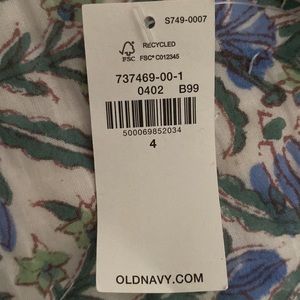 S749-0007
RECYCLED
FSC FSC® C012345
737469-00-1
0402 B99
500069852034
4
OLDNAVY.COM